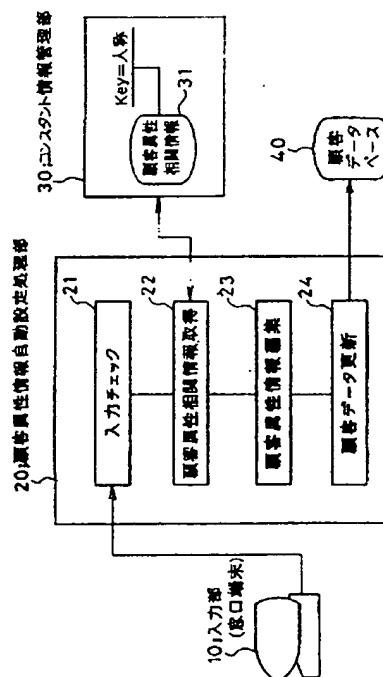 30;コンスタント情報管理部
Key=人称
顧客属性
相関情報
31
20;顧客属性情報自動設定処理部
21
入力チェック
22
顧客属性相関情報取得
23
顧客属性情報編集
24
顧客データ更新
40
顧客
データ
ベース
10;入力部
(窓口端末)